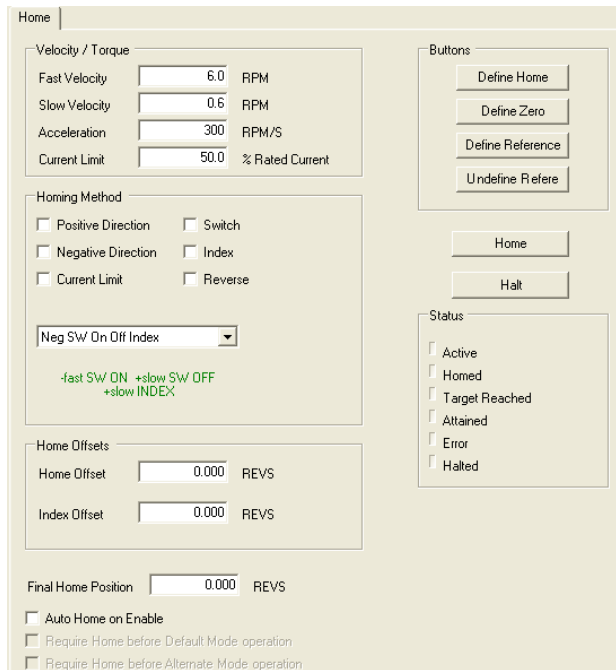 Home
Velocity / Torque
Fast Velocity 6.0 RPM
Slow Velocity 0.6 RPM
Acceleration 300 RPM/S
Current Limit 50.0 % Rated Current
Homing Method
Positive Direction Switch
Negative Direction Index
Current Limit Reverse
Neg SW On Off Index
-fast SW ON +slow SW OFF
+slow INDEX
Home Offsets
Home Offset 0.000 REVS
Index Offset 0.000 REVS
Final Home Position 0.000 REVS
Auto Home on Enable
Require Home before Default Mode operation
Require Home before Alternate Mode operation
Buttons
Define Home
Define Zero
Define Reference
Undefine Refere
Home
Halt
Status
Active
Homed
Target Reached
Attained
Error
Halted